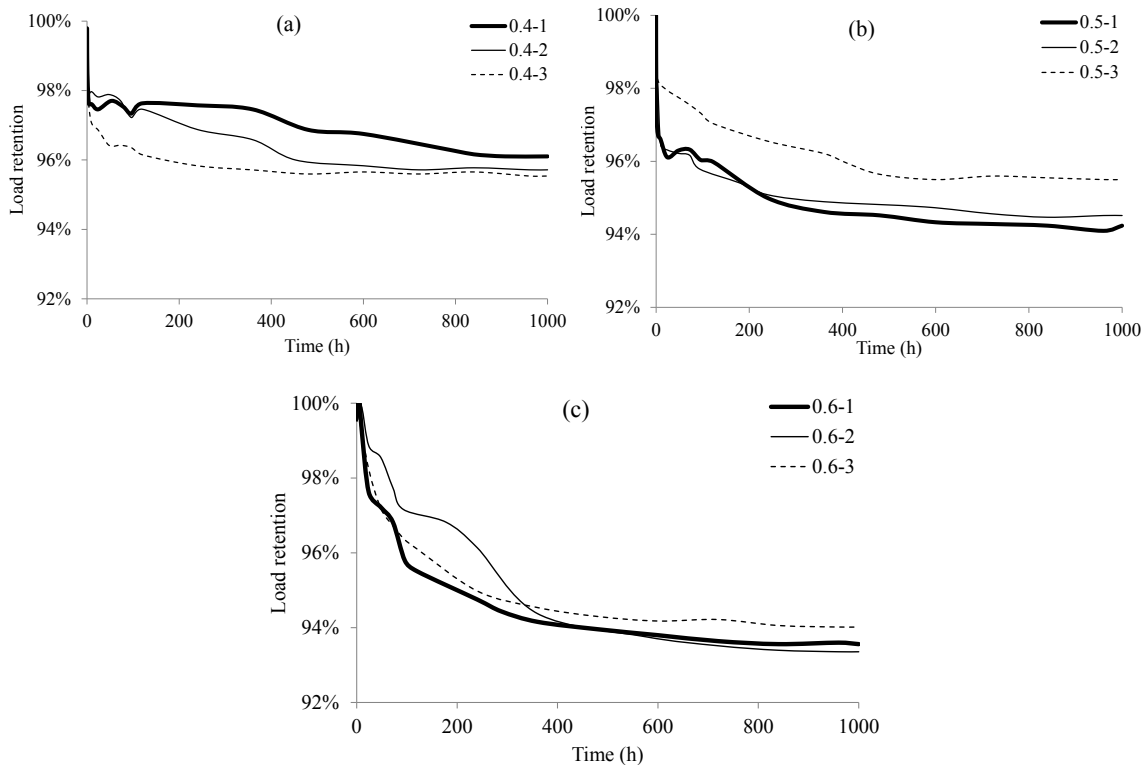 (a)
0.4-1
0.4-2
0.4-3
100%
98%
96%
94%
92%
Load retention
0 200 400 600 800 1000
Time (h)
(b)
0.5-1
0.5-2
0.5-3
100%
98%
96%
94%
92%
Load retention
0 200 400 600 800 1000
Time (h)
(c)
0.6-1
0.6-2
0.6-3
100%
98%
96%
94%
92%
Load retention
0 200 400 600 800 1000
Time (h)